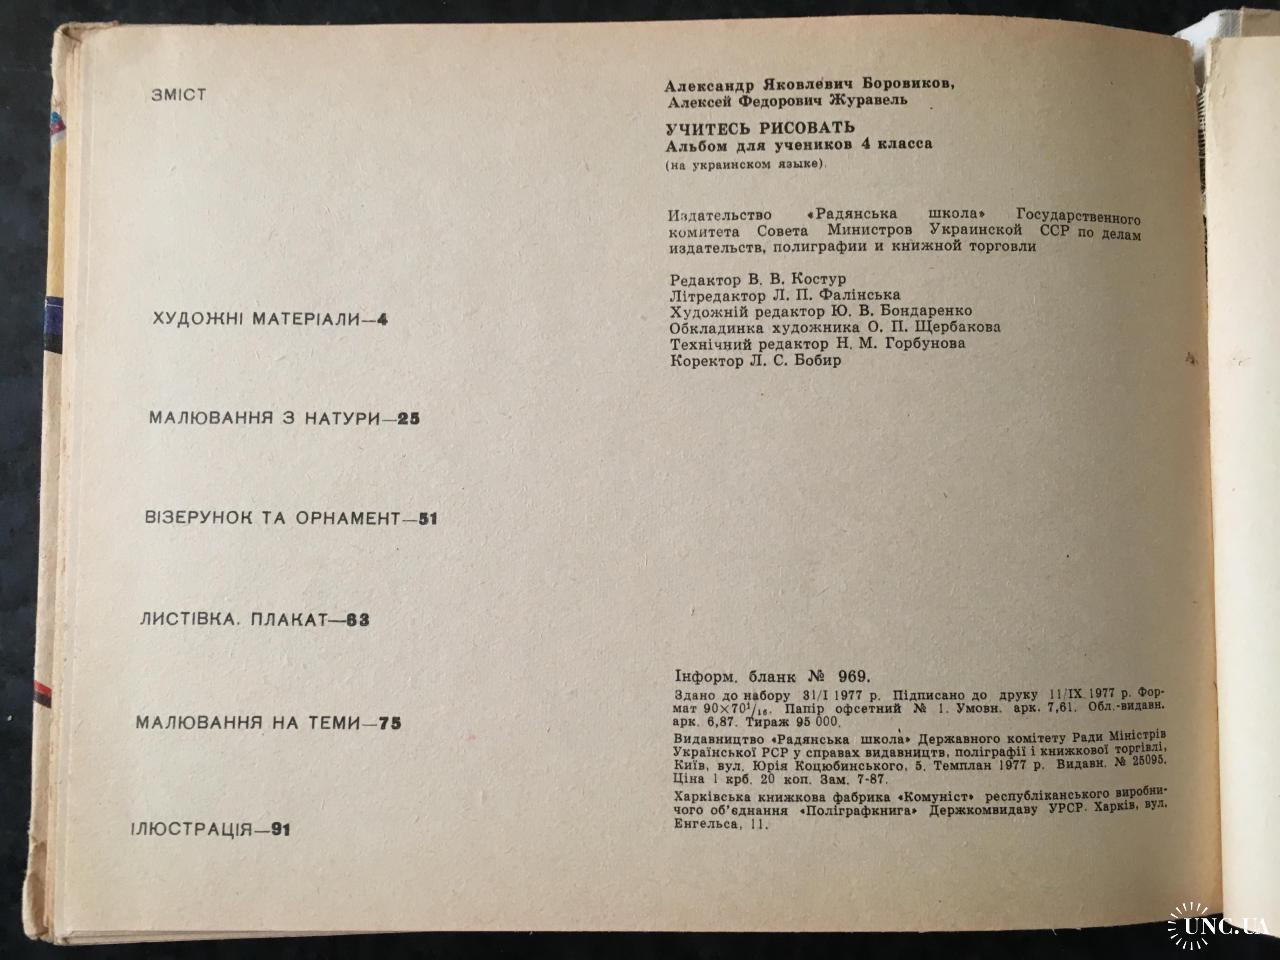 ЗМІСТ
ХУДОЖНІ МАТЕРІАЛИ—4
МАЛЮВАННЯ З НАТУРИ—25
ВІЗЕРУНОК ТА ОРНАМЕНТ—51
ЛИСТІВКА. ПЛАКАТ—63
МАЛЮВАННЯ НА ТЕМИ—75
ІЛЮСТРАЦІЯ—91
Александр Яковлевич Боровиков,
Алексей Федорович Журавель
УЧИТЕСЬ РИСОВАТЬ
Альбом для учеников 4 класса
(на украинском языке).
Издательство «Радянська школа» Государственного
комитета Совета Министров Украинской ССР по делам
издательств, полиграфии и книжной торговли
Редактор В. В. Костур
Літредактор Л. П. Фалінська
Художній редактор Ю. В. Бондаренко
Обкладинка художника О. П. Щербакова
Технічний редактор Н. М. Горбунова
Коректор Л. С. Бобир
Інформ. бланк № 969.
Здано до набору 31/I 1977 р. Підписано до друку 11/IX 1977 р. Фор-
мат 90×70¹/₁₆. Папір офсетний № 1. Умовн. арк. 7,61. Обл.-видавн.
арк. 6,87. Тираж 95 000.
Видавництво «Радянська школа» Державного комітету Ради Міністрів
Української РСР у справах видавництв, поліграфії і книжкової торгівлі,
Київ, вул. Юрія Коцюбинського, 5. Темплан 1977 р. Видавн. № 25095.
Ціна 1 крб. 20 коп. Зам. 7-87.
Харківська книжкова фабрика «Комуніст» республіканського виробни-
чого об'єднання «Поліграфкнига» Держкомвидаву УРСР. Харків, вул.
Енгельса, 11.
UNC.UA